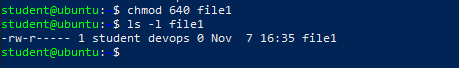 student@ubuntu: $ chmod 640 file1
student@ubuntu: $ ls -l file1
-rw-r----- 1 student devops 0 Nov  7 16:35 file1
student@ubuntu: $